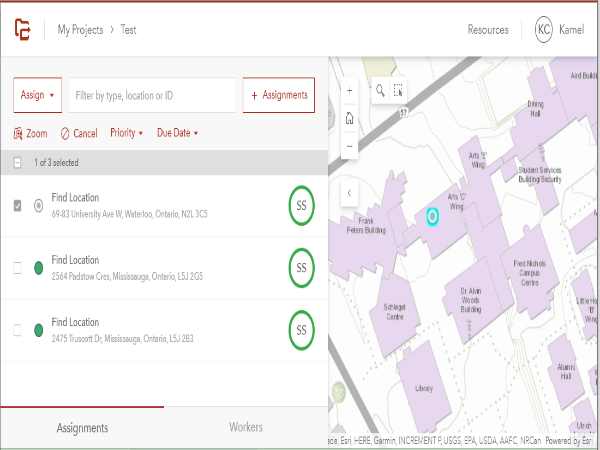 My Projects > Test
Resources
KC Kamel
Assign
Filter by type, location or ID
+ Assignments
Zoom
Cancel
Priority
Due Date
1 of 3 selected
Find Location
69-83 University Ave W, Waterloo, Ontario, N2L 3C5
SS
Find Location
2564 Padstow Cres, Mississauga, Ontario, L5J 2G5
SS
Find Location
2475 Truscott Dr, Mississauga, Ontario, L5J 2B3
SS
Assignments
Workers
+
−
57
Dining
Hall
Arts 'E'
Wing
Student Services
Building/Security
Arts 'C'
Wing
Frank
Peters Building
Fred Nichols
Campus
Centre
Dr. Alvin
Woods
Building
Schlegel
Centre
Little Ho
'B'
Wing
Alumni
Hall
Library
Ulrich
Esri, HERE, Garmin, INCREMENT P, USGS, EPA, USDA, AAFC, NRCan
Powered by Esri